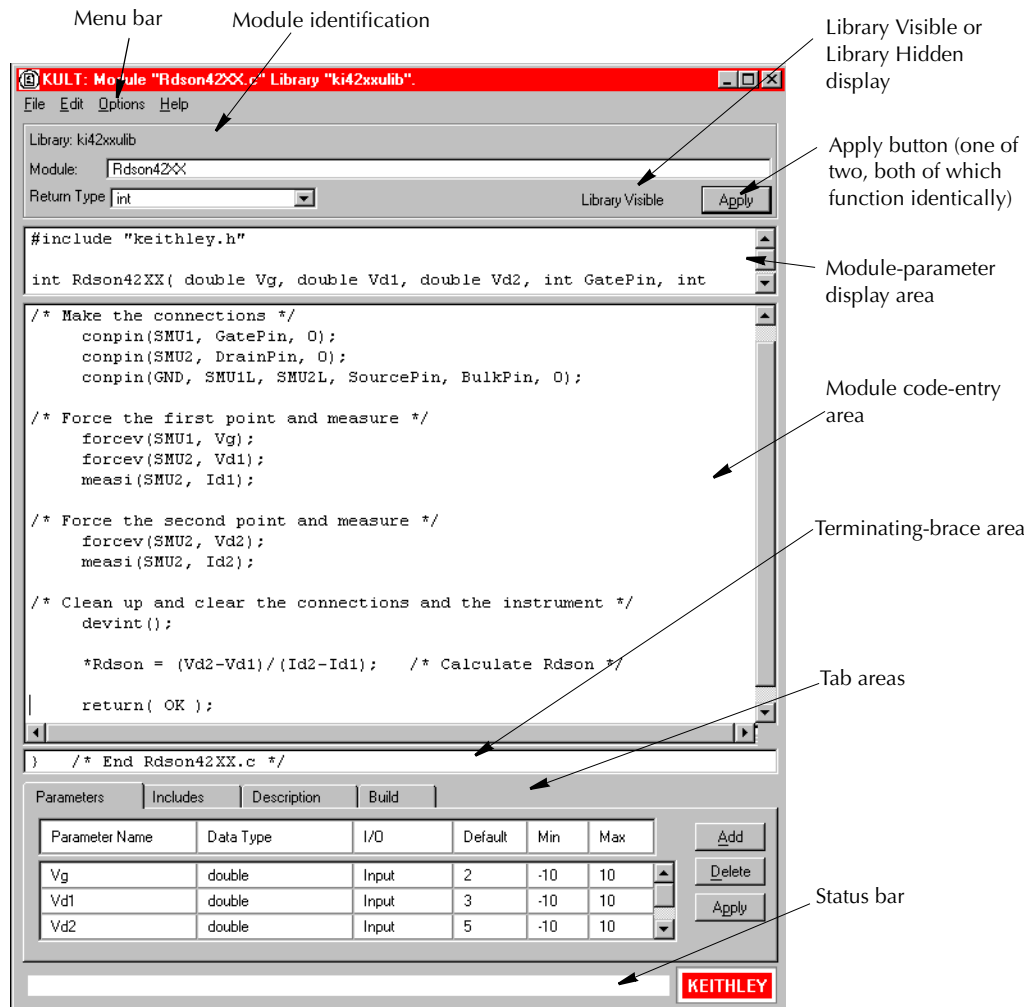 Menu bar
Module identification
Library Visible or
Library Hidden
display
KULT: Module "Rdson42XX.c" Library "ki42xxulib".
File Edit Options Help
Library: ki42xxulib
Module: Rdson42XX
Return Type int
Library Visible
Apply
Apply button (one of
two, both of which
function identically)
#include "keithley.h"
int Rdson42XX( double Vg, double Vd1, double Vd2, int GatePin, int
Module-parameter
display area
/* Make the connections */
conpin(SMU1, GatePin, 0);
conpin(SMU2, DrainPin, 0);
conpin(GND, SMU1L, SMU2L, SourcePin, BulkPin, 0);
/* Force the first point and measure */
forcev(SMU1, Vg);
forcev(SMU2, Vd1);
measi(SMU2, Id1);
Module code-entry
area
/* Force the second point and measure */
forcev(SMU2, Vd2);
measi(SMU2, Id2);
Terminating-brace area
/* Clean up and clear the connections and the instrument */
devint();
*Rdson = (Vd2-Vd1)/(Id2-Id1); /* Calculate Rdson */
return( OK );
Tab areas
} /* End Rdson42XX.c */
Parameters Includes Description Build
Parameter Name Data Type I/O Default Min Max
Vg double Input 2 -10 10
Vd1 double Input 3 -10 10
Vd2 double Input 5 -10 10
Add
Delete
Apply
Status bar
KEITHLEY